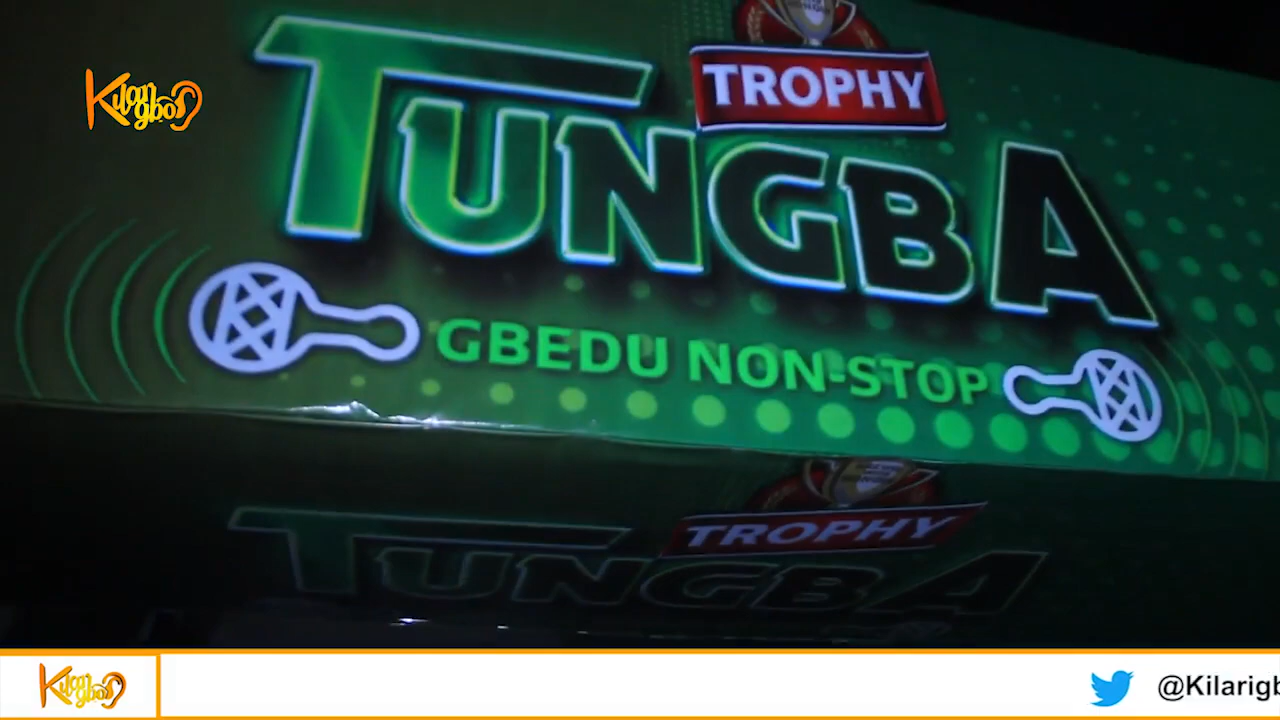 Kilarigbo
TROPHY
TUNGBA
GBEDU NON-STOP
TROPHY
TUNGBA
Kilarigbo
@Kilarigb